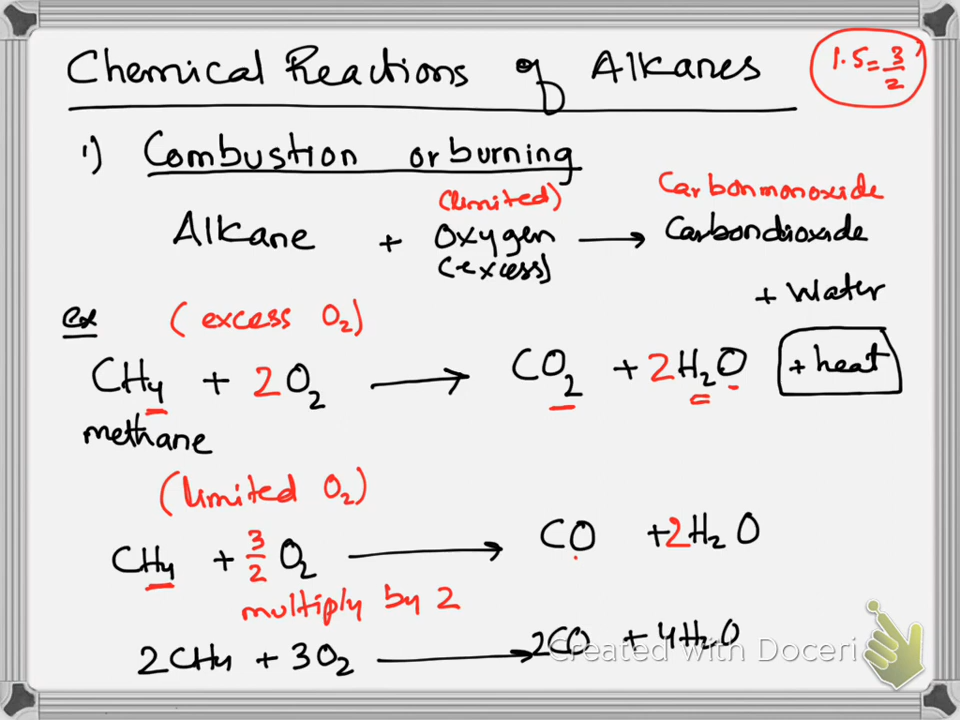 Chemical Reactions of Alkanes
1.5 = 3/2
1) Combustion or burning
(limited) Carbonmonoxide
Alkane + Oxygen → Carbondioxide
(excess)
+ Water
ex (excess O₂)
CH₄ + 2O₂ → CO₂ + 2H₂O + heat
methane
(limited O₂)
CH₄ + 3/2 O₂ → CO + 2H₂O
multiply by 2
2CH₄ + 3O₂ → 2CO + 4H₂O
Created with Doceri